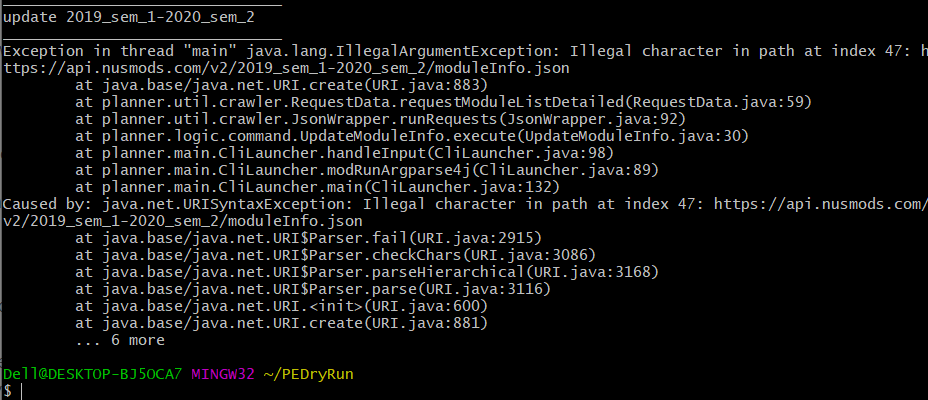 update 2019_sem_1-2020_sem_2
Exception in thread "main" java.lang.IllegalArgumentException: Illegal character in path at index 47: h
ttps://api.nusmods.com/v2/2019_sem_1-2020_sem_2/moduleInfo.json
at java.base/java.net.URI.create(URI.java:883)
at planner.util.crawler.RequestData.requestModuleListDetailed(RequestData.java:59)
at planner.util.crawler.JsonWrapper.runRequests(JsonWrapper.java:92)
at planner.logic.command.UpdateModuleInfo.execute(UpdateModuleInfo.java:30)
at planner.main.CliLauncher.handleInput(CliLauncher.java:98)
at planner.main.CliLauncher.modRunArgparse4j(CliLauncher.java:89)
at planner.main.CliLauncher.main(CliLauncher.java:132)
Caused by: java.net.URISyntaxException: Illegal character in path at index 47: https://api.nusmods.com/
v2/2019_sem_1-2020_sem_2/moduleInfo.json
at java.base/java.net.URI$Parser.fail(URI.java:2915)
at java.base/java.net.URI$Parser.checkChars(URI.java:3086)
at java.base/java.net.URI$Parser.parseHierarchical(URI.java:3168)
at java.base/java.net.URI$Parser.parse(URI.java:3116)
at java.base/java.net.URI.<init>(URI.java:600)
at java.base/java.net.URI.create(URI.java:881)
... 6 more
Dell@DESKTOP-BJ5OCA7 MINGW32 ~/PEDryRun
$